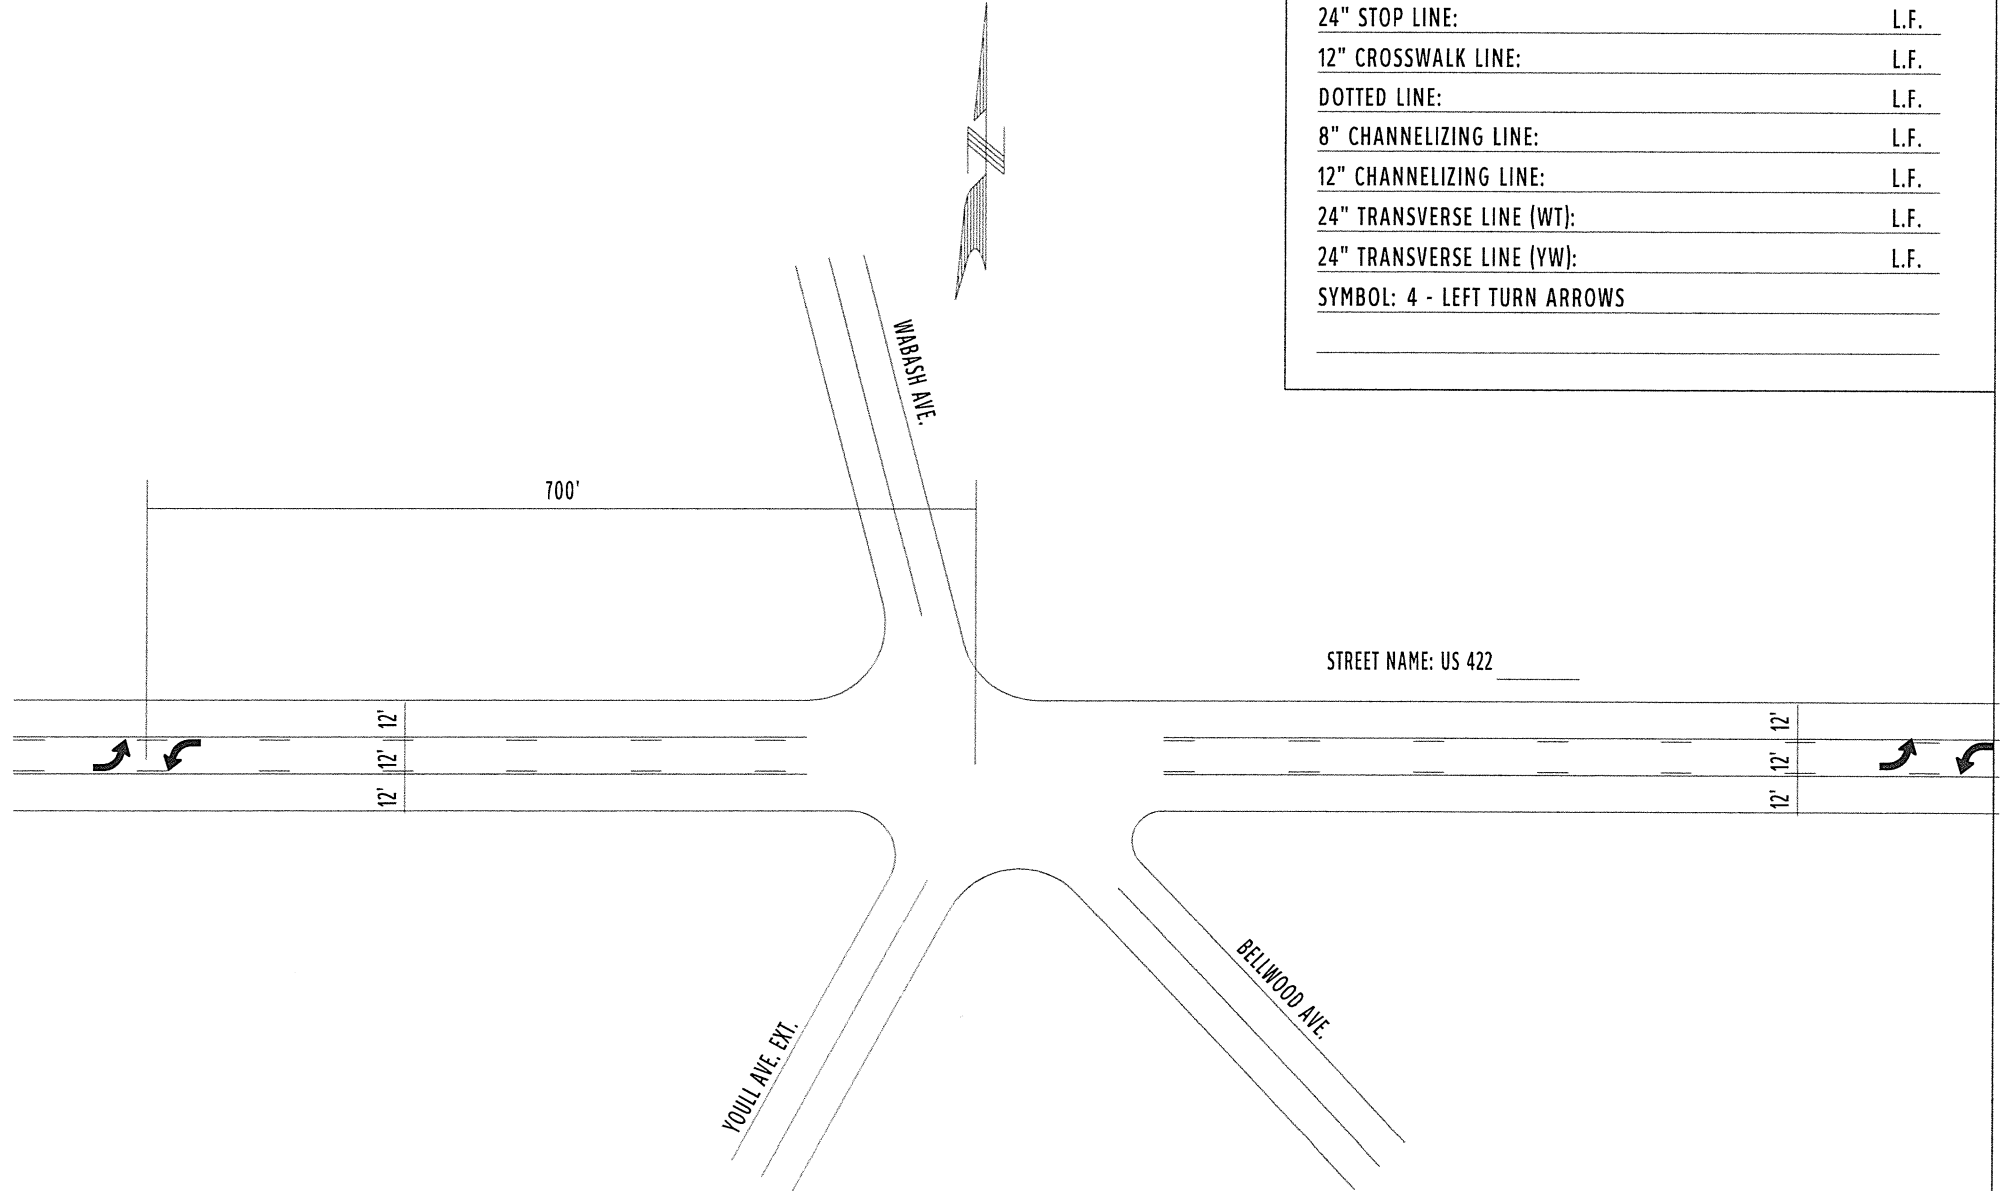 24" STOP LINE: L.F.
12" CROSSWALK LINE: L.F.
DOTTED LINE: L.F.
8" CHANNELIZING LINE: L.F.
12" CHANNELIZING LINE: L.F.
24" TRANSVERSE LINE (WT): L.F.
24" TRANSVERSE LINE (YW): L.F.
SYMBOL: 4 - LEFT TURN ARROWS
WABASH AVE.
700'
STREET NAME: US 422
12'
12'
12'
12'
12'
12'
YOULL AVE. EXT.
BELLWOOD AVE.